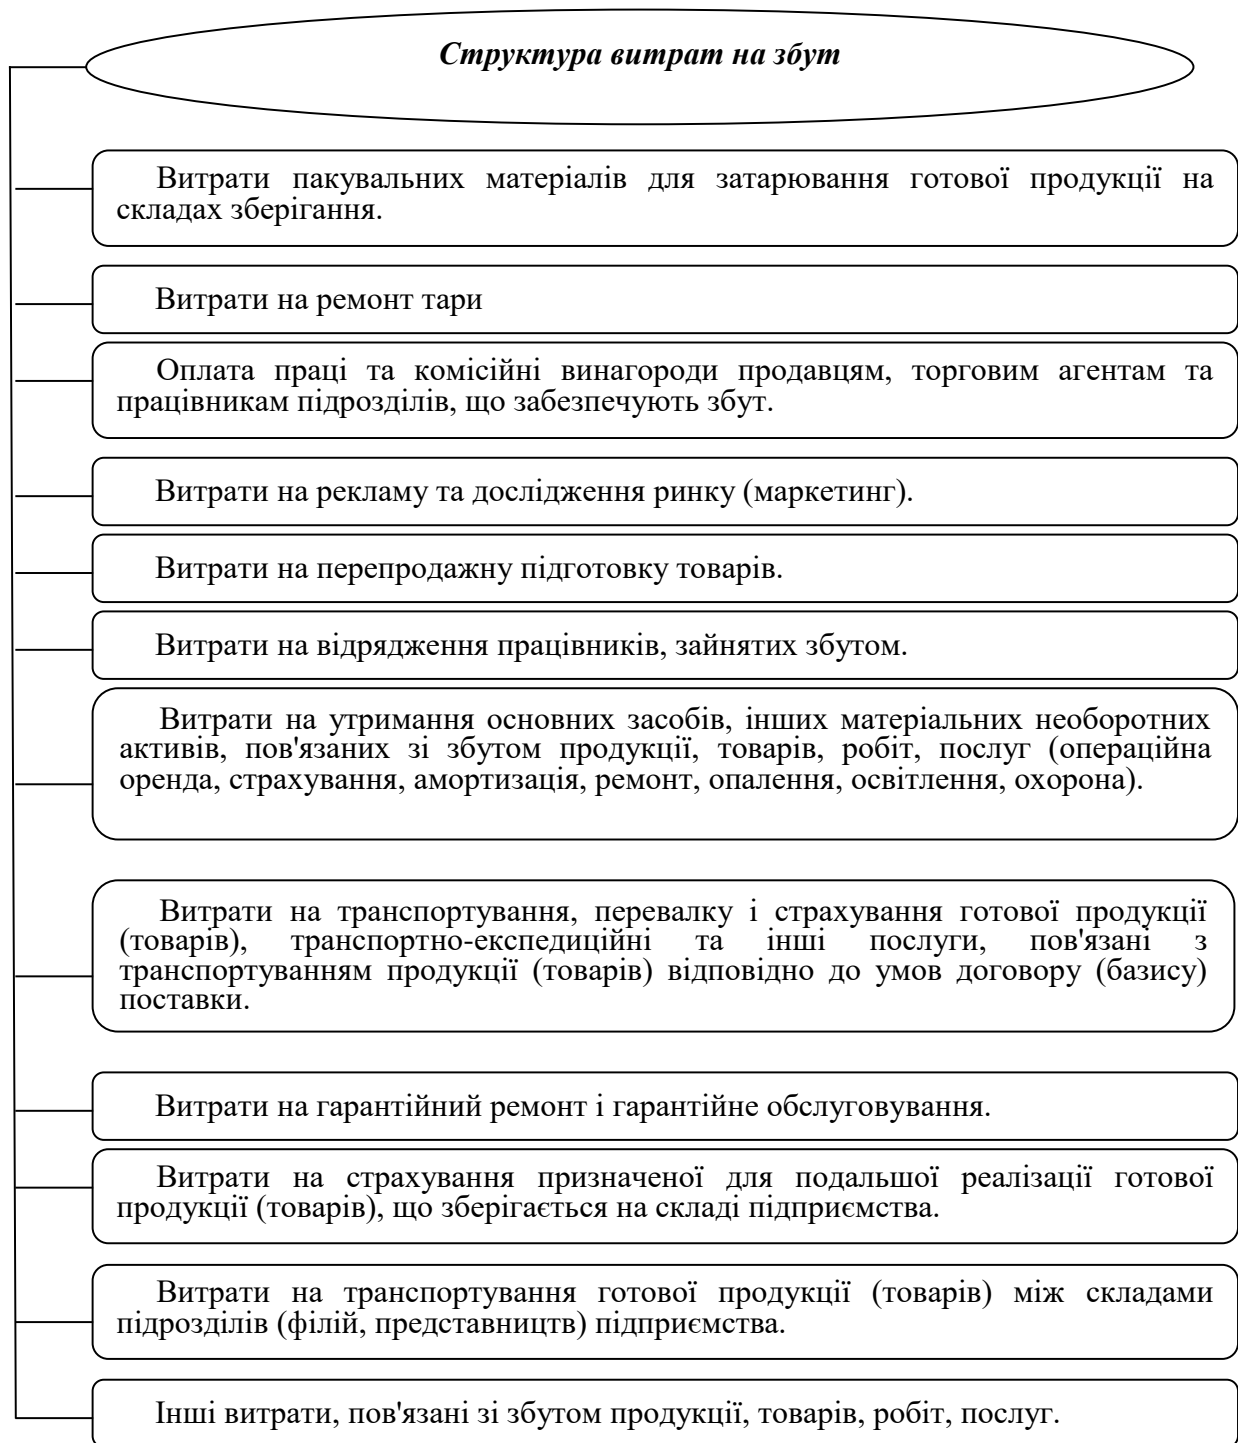 Структура витрат на збут
Витрати пакувальних матеріалів для затарювання готової продукції на
складах зберігання.
Витрати на ремонт тари
Оплата праці та комісійні винагороди продавцям, торговим агентам та
працівникам підрозділів, що забезпечують збут.
Витрати на рекламу та дослідження ринку (маркетинг).
Витрати на перепродажну підготовку товарів.
Витрати на відрядження працівників, зайнятих збутом.
Витрати на утримання основних засобів, інших матеріальних необоротних
активів, пов'язаних зі збутом продукції, товарів, робіт, послуг (операційна
оренда, страхування, амортизація, ремонт, опалення, освітлення, охорона).
Витрати на транспортування, перевалку і страхування готової продукції
(товарів), транспортно-експедиційні та інші послуги, пов'язані з
транспортуванням продукції (товарів) відповідно до умов договору (базису)
поставки.
Витрати на гарантійний ремонт і гарантійне обслуговування.
Витрати на страхування призначеної для подальшої реалізації готової
продукції (товарів), що зберігається на складі підприємства.
Витрати на транспортування готової продукції (товарів) між складами
підрозділів (філій, представництв) підприємства.
Інші витрати, пов'язані зі збутом продукції, товарів, робіт, послуг.